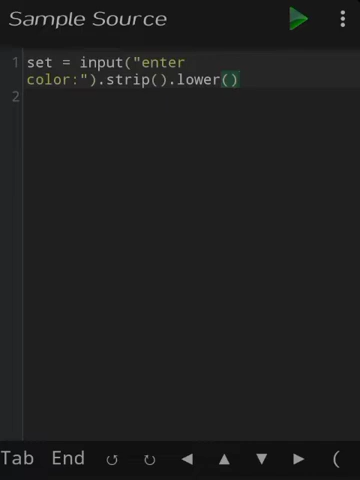 Sample Source
1 set = input("enter
color:").strip().lower()
2
Tab End ↺ ↻ ◀ ▲ ▼ ▶ (